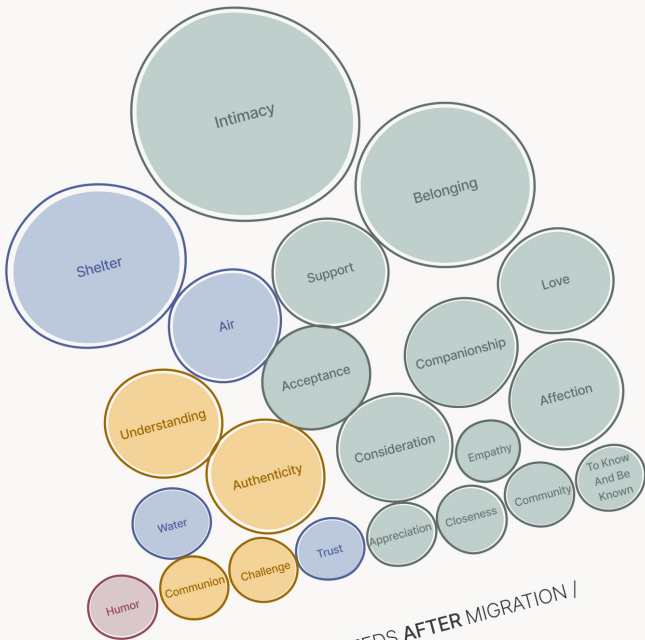 Intimacy
Belonging
Shelter
Support
Love
Air
Companionship
Acceptance
Affection
Understanding
Consideration
Authenticity
Empathy
To Know
And Be
Known
Community
Closeness
Water
Appreciation
Trust
Challenge
Communion
Humor
AFTER MIGRATION /